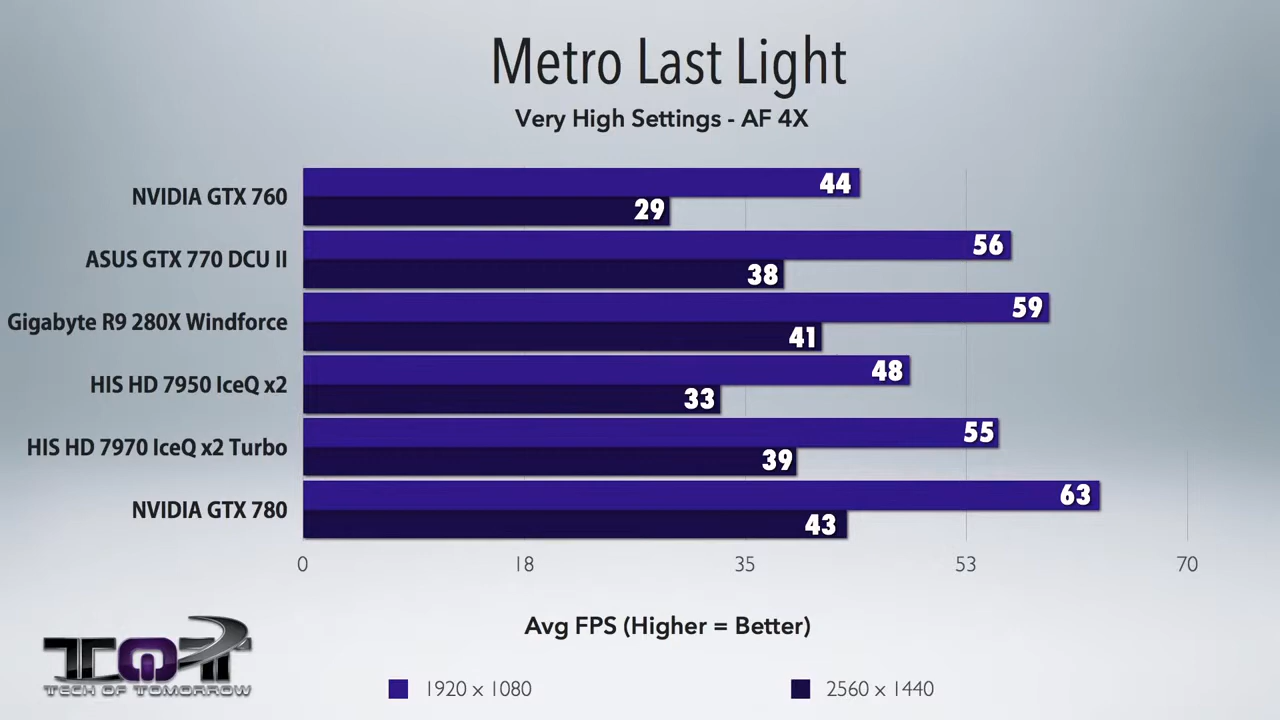 Metro Last Light
Very High Settings - AF 4X
NVIDIA GTX 760
44
29
ASUS GTX 770 DCU II
56
38
Gigabyte R9 280X Windforce
59
41
HIS HD 7950 IceQ x2
48
33
HIS HD 7970 IceQ x2 Turbo
55
39
NVIDIA GTX 780
63
43
0 18 35 53 70
Avg FPS (Higher = Better)
TOT
TECH OF TOMORROW
1920 x 1080 2560 x 1440